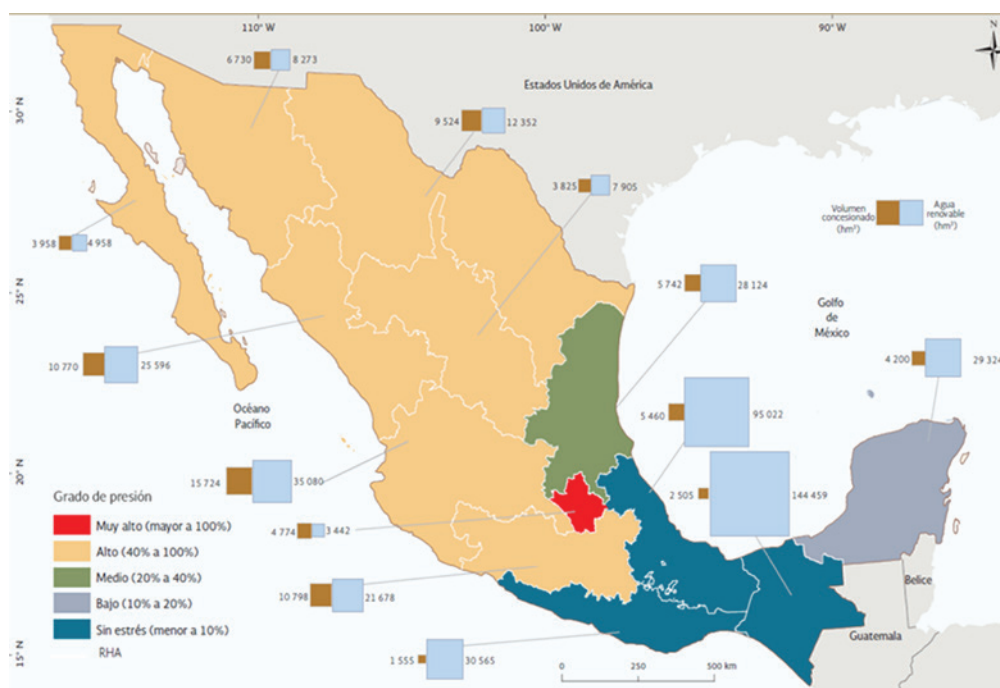 110° W
100° W
90° W
N
30° N
25° N
20° N
15° N
6 730
8 273
Estados Unidos de América
9 524
12 352
3 825
7 905
Volumen
concesionado
(hm³)
Agua
renovable
(hm³)
3 958
4 958
5 742
28 124
Golfo
de
México
4 200
29 324
10 770
25 596
Océano
Pacífico
5 460
95 022
15 724
35 080
2 505
144 459
4 774
3 442
10 798
21 678
1 555
30 565
Grado de presión
Muy alto (mayor a 100%)
Alto (40% a 100%)
Medio (20% a 40%)
Bajo (10% a 20%)
Sin estrés (menor a 10%)
RHA
Belice
Guatemala
0 250 500 km